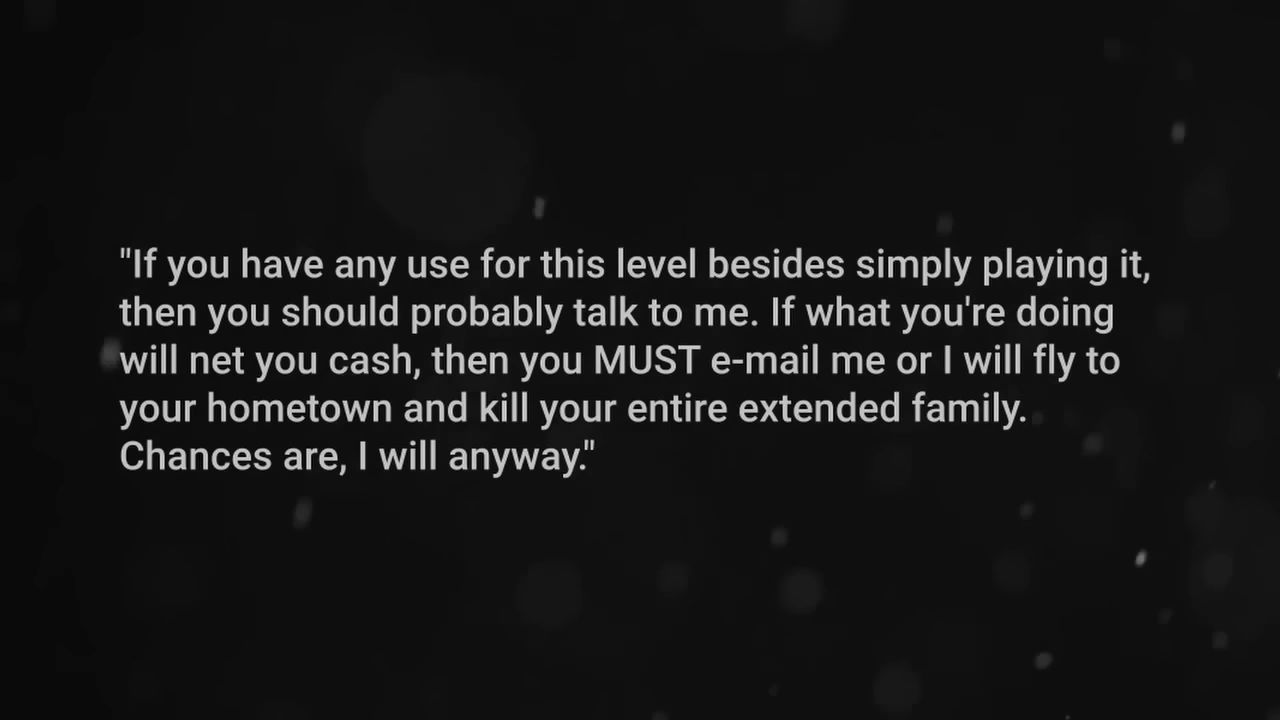 "If you have any use for this level besides simply playing it,
then you should probably talk to me. If what you're doing
will net you cash, then you MUST e-mail me or I will fly to
your hometown and kill your entire extended family.
Chances are, I will anyway."